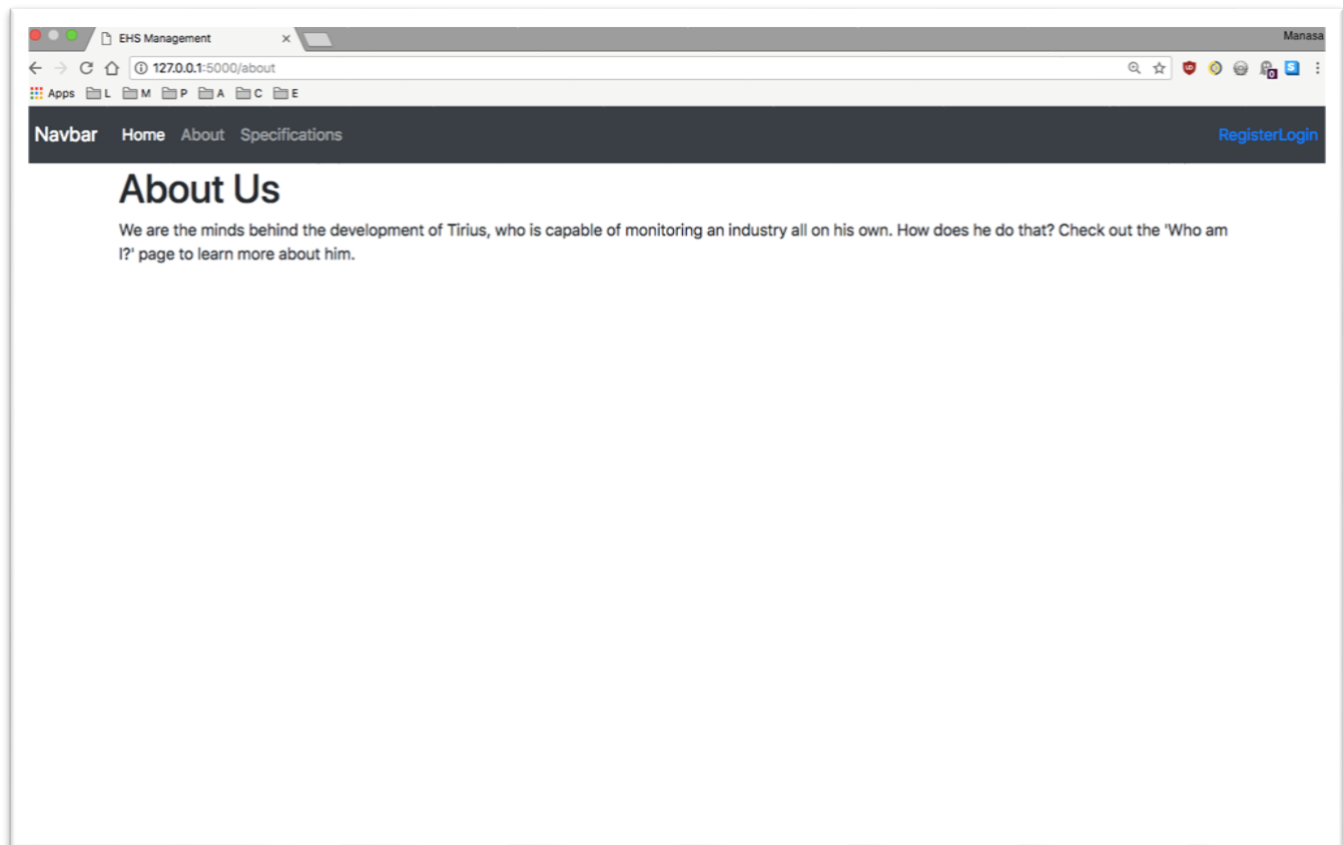 EHS Management
Manasa
127.0.0.1:5000/about
Apps L M P A C E
Navbar Home About Specifications RegisterLogin
About Us
We are the minds behind the development of Tirius, who is capable of monitoring an industry all on his own. How does he do that? Check out the 'Who am
I?' page to learn more about him.